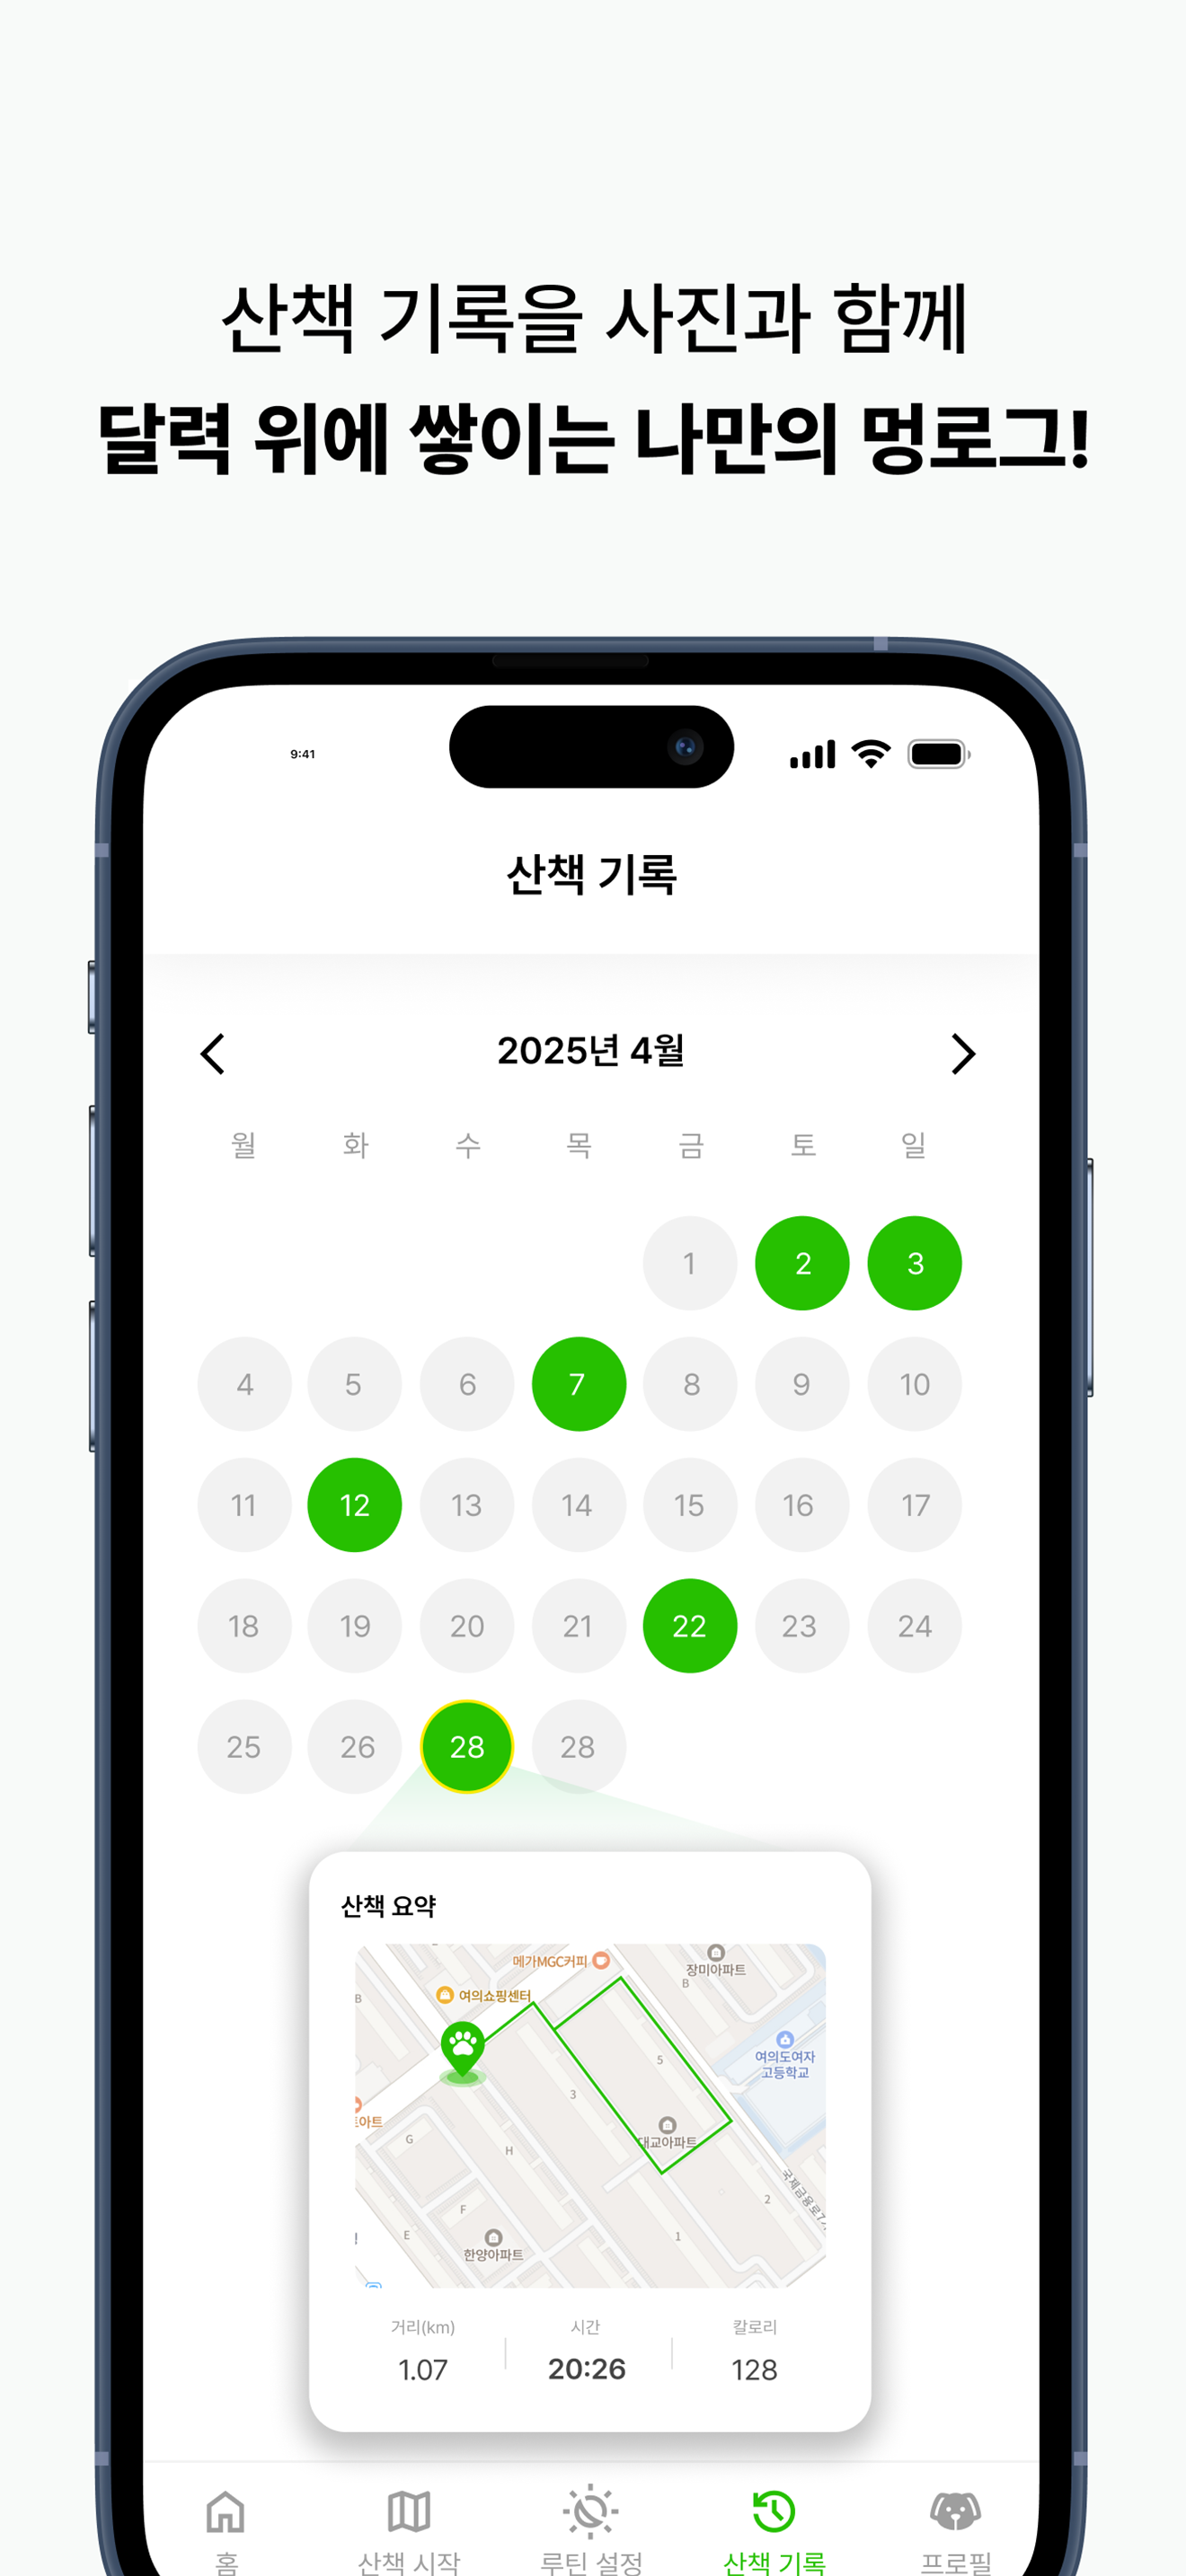 산책 기록을 사진과 함께
달력 위에 쌓이는 나만의 멍로그!
9:41
산책 기록
2025년 4월
월 화 수 목 금 토 일
1 2 3
4 5 6 7 8 9 10
11 12 13 14 15 16 17
18 19 20 21 22 23 24
25 26 28 28
산책 요약
메가MGC커피
장미아파트
B
B
여의쇼핑센터
여의도여자
고등학교
5
3
대교아파트
G
H
국제금융로7
2
F
E
1
한양아파트
거리(km) 시간 칼로리
1.07 20:26 128
홈 산책 시작 루틴 설정 산책 기록 프로필